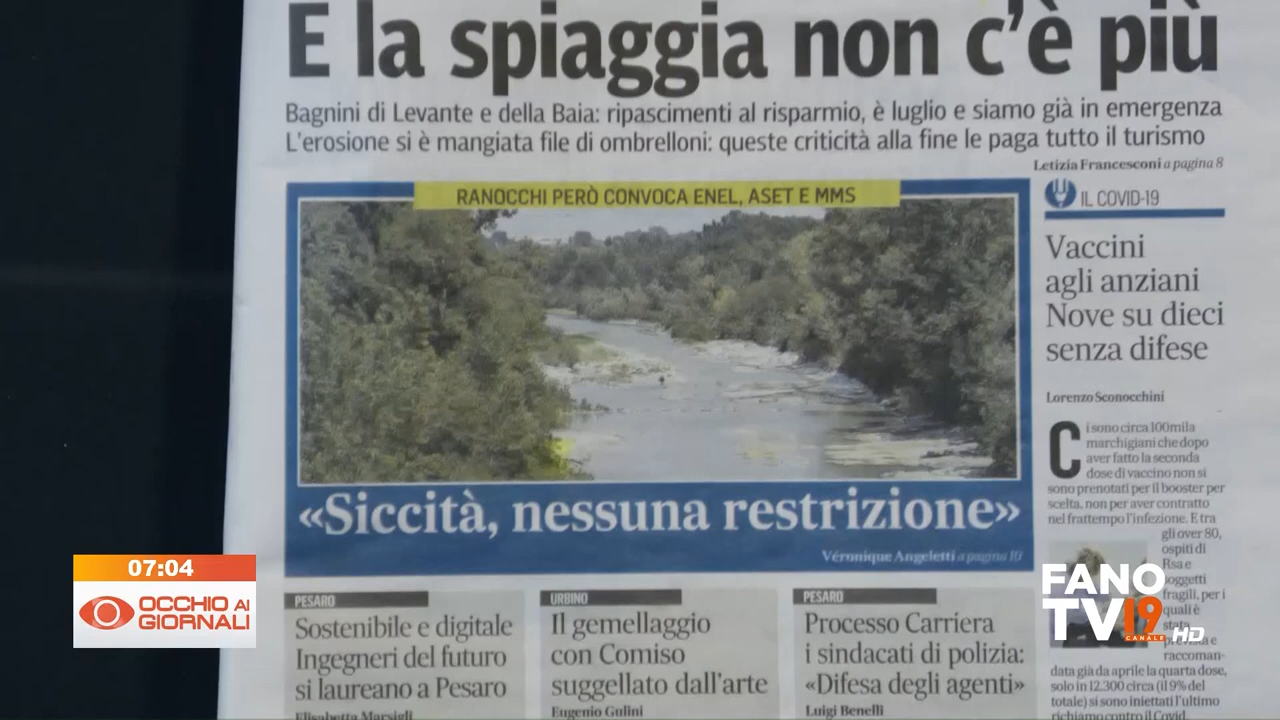 E la spiaggia non c'è più
Bagnini di Levante e della Baia: ripascimenti al risparmio, è luglio e siamo già in emergenza
L'erosione si è mangiata file di ombrelloni: queste criticità alla fine le paga tutto il turismo
Letizia Francesconi a pagina 8
RANOCCHI PERÒ CONVOCA ENEL, ASET E MMS
«Siccità, nessuna restrizione»
Véronique Angeletti a pagina 10
IL COVID-19
Vaccini
agli anziani
Nove su dieci
senza difese
Lorenzo Sconocchini
Ci sono circa 100mila
marchigiani che dopo
aver fatto la seconda
dose di vaccino non si
sono prenotati per il booster per
scelta, non per aver contratto
nel frattempo l'infezione. E tra
gli over 80,
ospiti di
Rsa e
soggetti
fragili, per i
quali è
stata
prevista e
raccoman-
data già da aprile la quarta dose,
solo in 12.300 circa (il 9% del
totale) si sono iniettati l'ultimo
richiamo contro il Covid
PESARO
Sostenibile e digitale
Ingegneri del futuro
si laureano a Pesaro
Elisabetta Marsigli
URBINO
Il gemellaggio
con Comiso
suggellato dall'arte
Eugenio Gulini
PESARO
Processo Carriera
i sindacati di polizia:
«Difesa degli agenti»
Luigi Benelli
07:04
OCCHIO AI
GIORNALI
FANO
TV19
CANALE HD